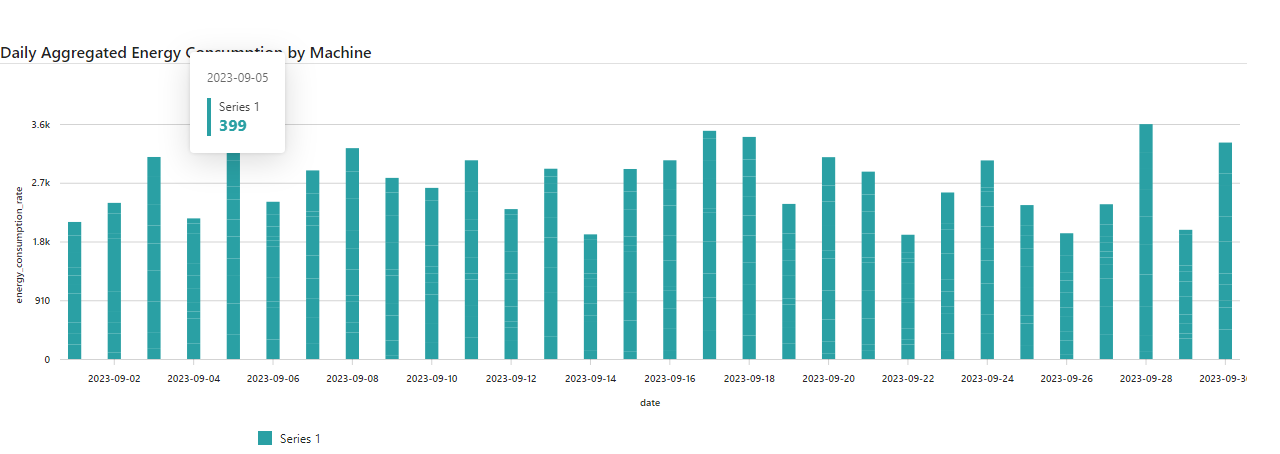 Daily Aggregated Energy Consumption by Machine
2023-09-05
Series 1
399
3.6k
2.7k
1.8k
910
0
energy_consumption_rate
2023-09-02 2023-09-04 2023-09-06 2023-09-08 2023-09-10 2023-09-12 2023-09-14 2023-09-16 2023-09-18 2023-09-20 2023-09-22 2023-09-24 2023-09-26 2023-09-28 2023-09-30
date
Series 1